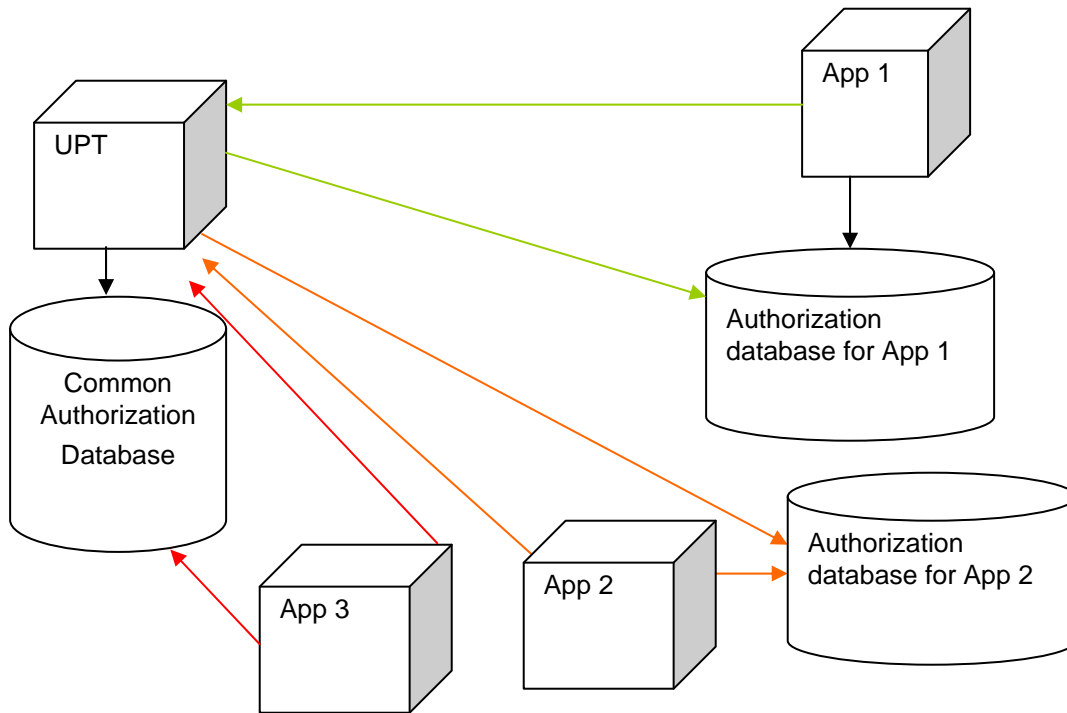 App 1
UPT
Authorization
database for App 1
Common
Authorization
Database
Authorization
database for App 2
App 2
App 3